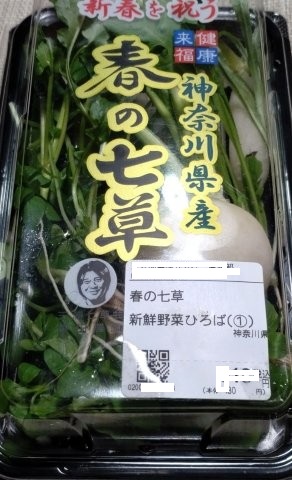 新春を祝う
健康
来福
神奈川県産
春の七草
春の七草
新鮮野菜ひろば(①)
神奈川県